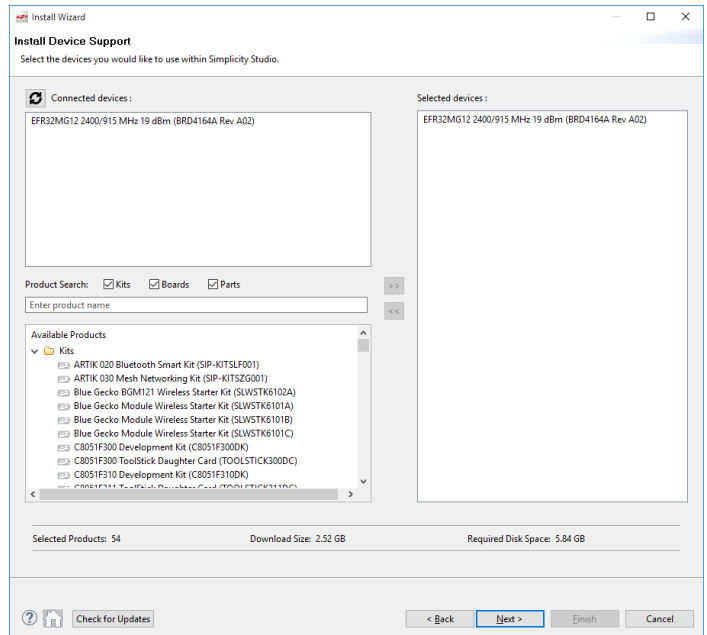 Install Wizard
Install Device Support
Select the devices you would like to use within Simplicity Studio.
Connected devices :
EFR32MG12 2400/915 MHz 19 dBm (BRD4164A Rev A02)
Selected devices :
EFR32MG12 2400/915 MHz 19 dBm (BRD4164A Rev A02)
Product Search: Kits Boards Parts
>>
Enter product name
<<
Available Products
Kits
ARTIK 020 Bluetooth Smart Kit (SIP-KITSLF001)
ARTIK 030 Mesh Networking Kit (SIP-KITSZG001)
Blue Gecko BGM121 Wireless Starter Kit (SLWSTK6102A)
Blue Gecko Module Wireless Starter Kit (SLWSTK6101A)
Blue Gecko Module Wireless Starter Kit (SLWSTK6101B)
Blue Gecko Module Wireless Starter Kit (SLWSTK6101C)
C8051F300 Development Kit (C8051F300DK)
C8051F300 ToolStick Daughter Card (TOOLSTICK300DC)
C8051F310 Development Kit (C8051F310DK)
C8051F311 ToolStick Daughter Card (TOOLSTICK311DC)
Selected Products: 54 Download Size: 2.52 GB Required Disk Space: 5.84 GB
? Check for Updates < Back Next > Finish Cancel